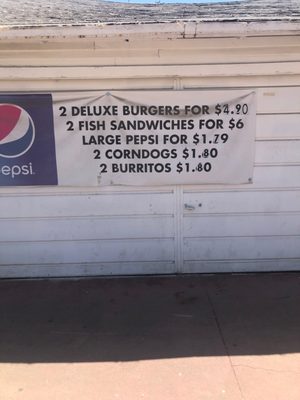 2 DELUXE BURGERS FOR $4.90
2 FISH SANDWICHES FOR $6
LARGE PEPSI FOR $1.79
2 CORNDOGS $1.80
2 BURRITOS $1.80
pepsi